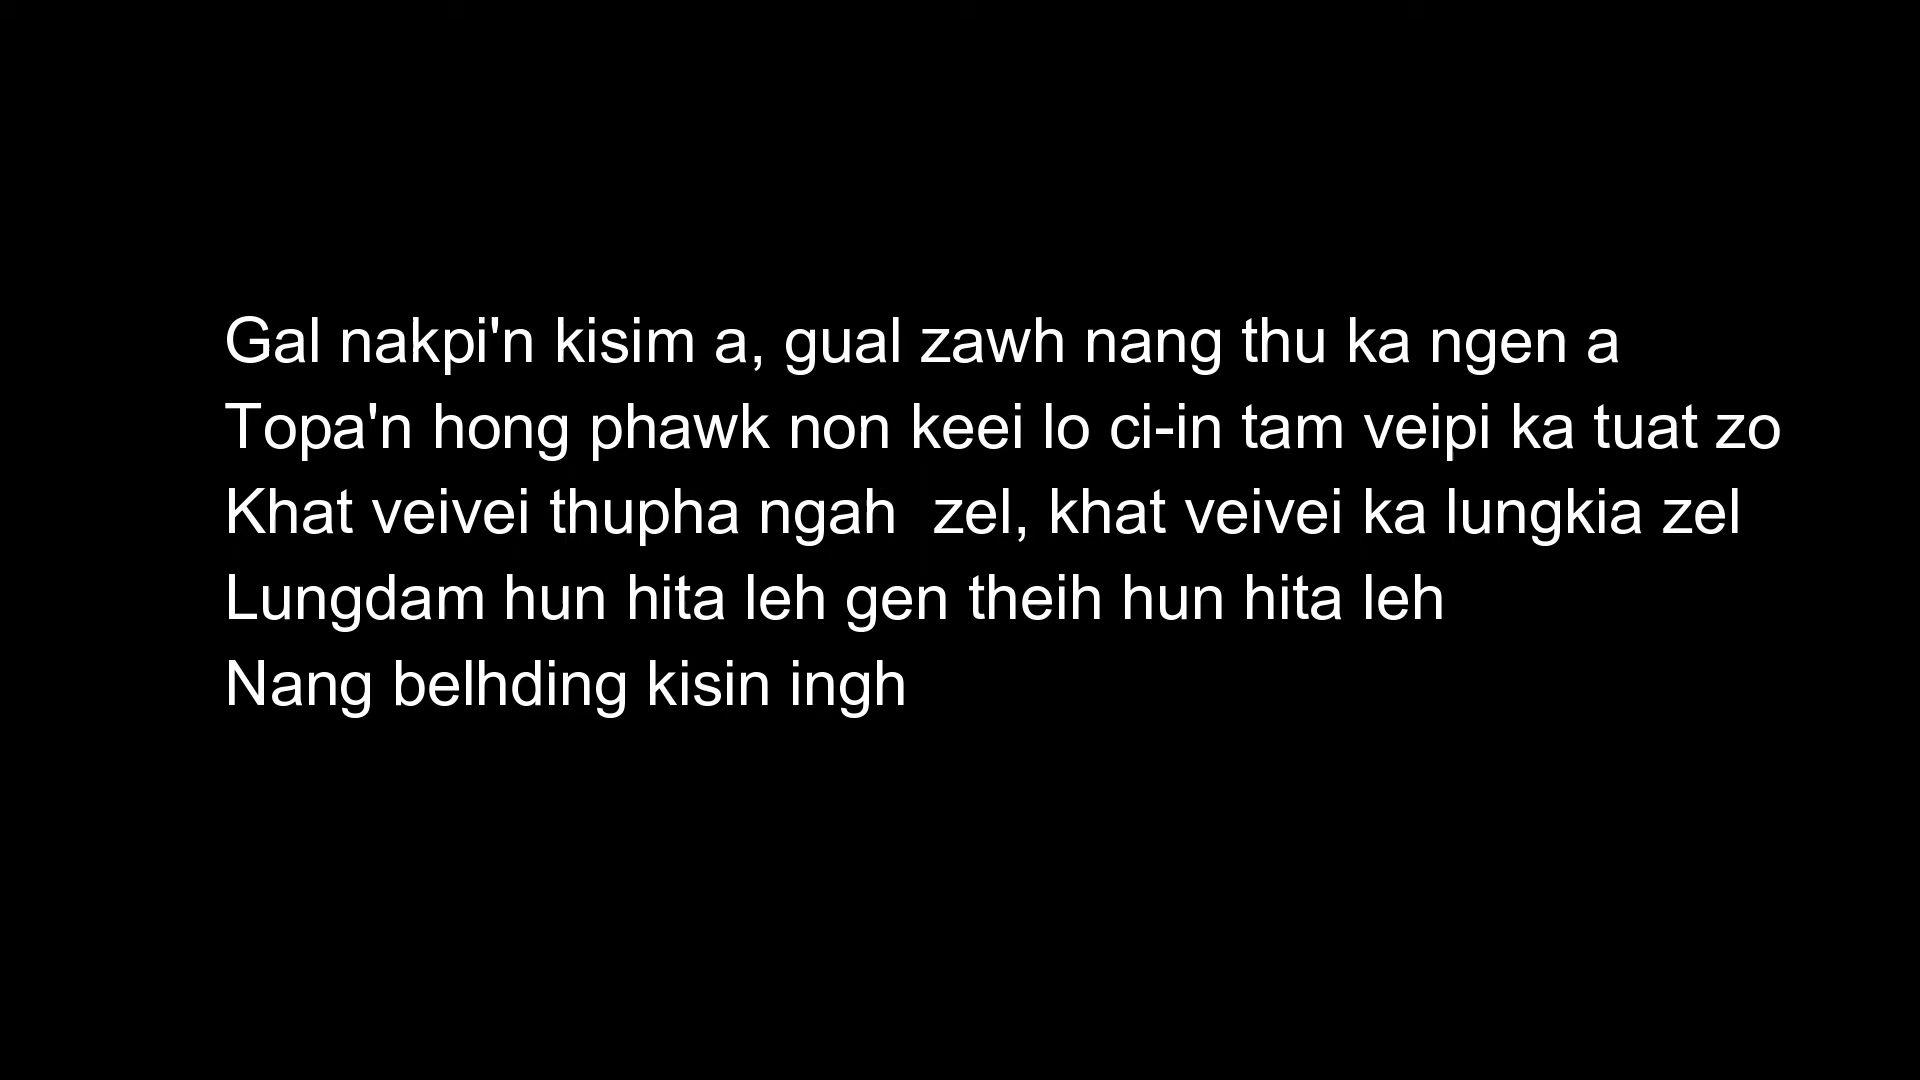 Gal nakpi'n kisim a, gual zawh nang thu ka ngen a
Topa'n hong phawk non keei lo ci-in tam veipi ka tuat zo
Khat veivei thupha ngah  zel, khat veivei ka lungkia zel
Lungdam hun hita leh gen theih hun hita leh
Nang belhding kisin ingh